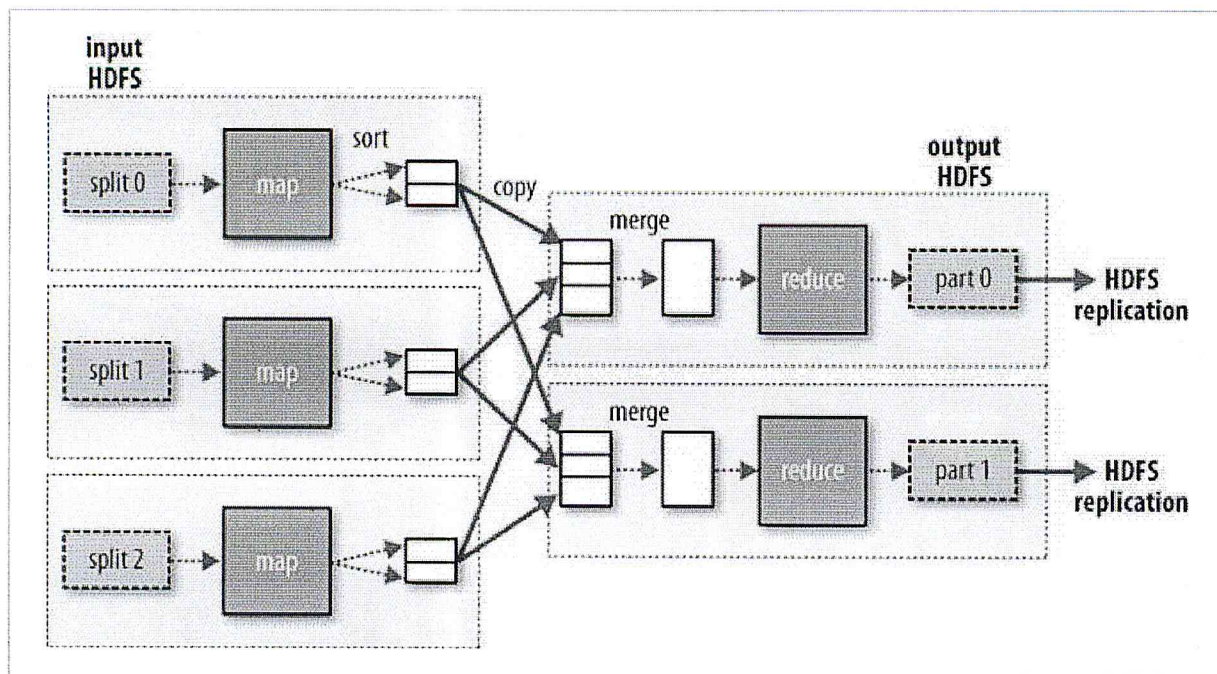 input
HDFS
split 0
map
sort
copy
split 1
map
split 2
map
output
HDFS
merge
reduce
part 0
HDFS
replication
merge
reduce
part 1
HDFS
replication